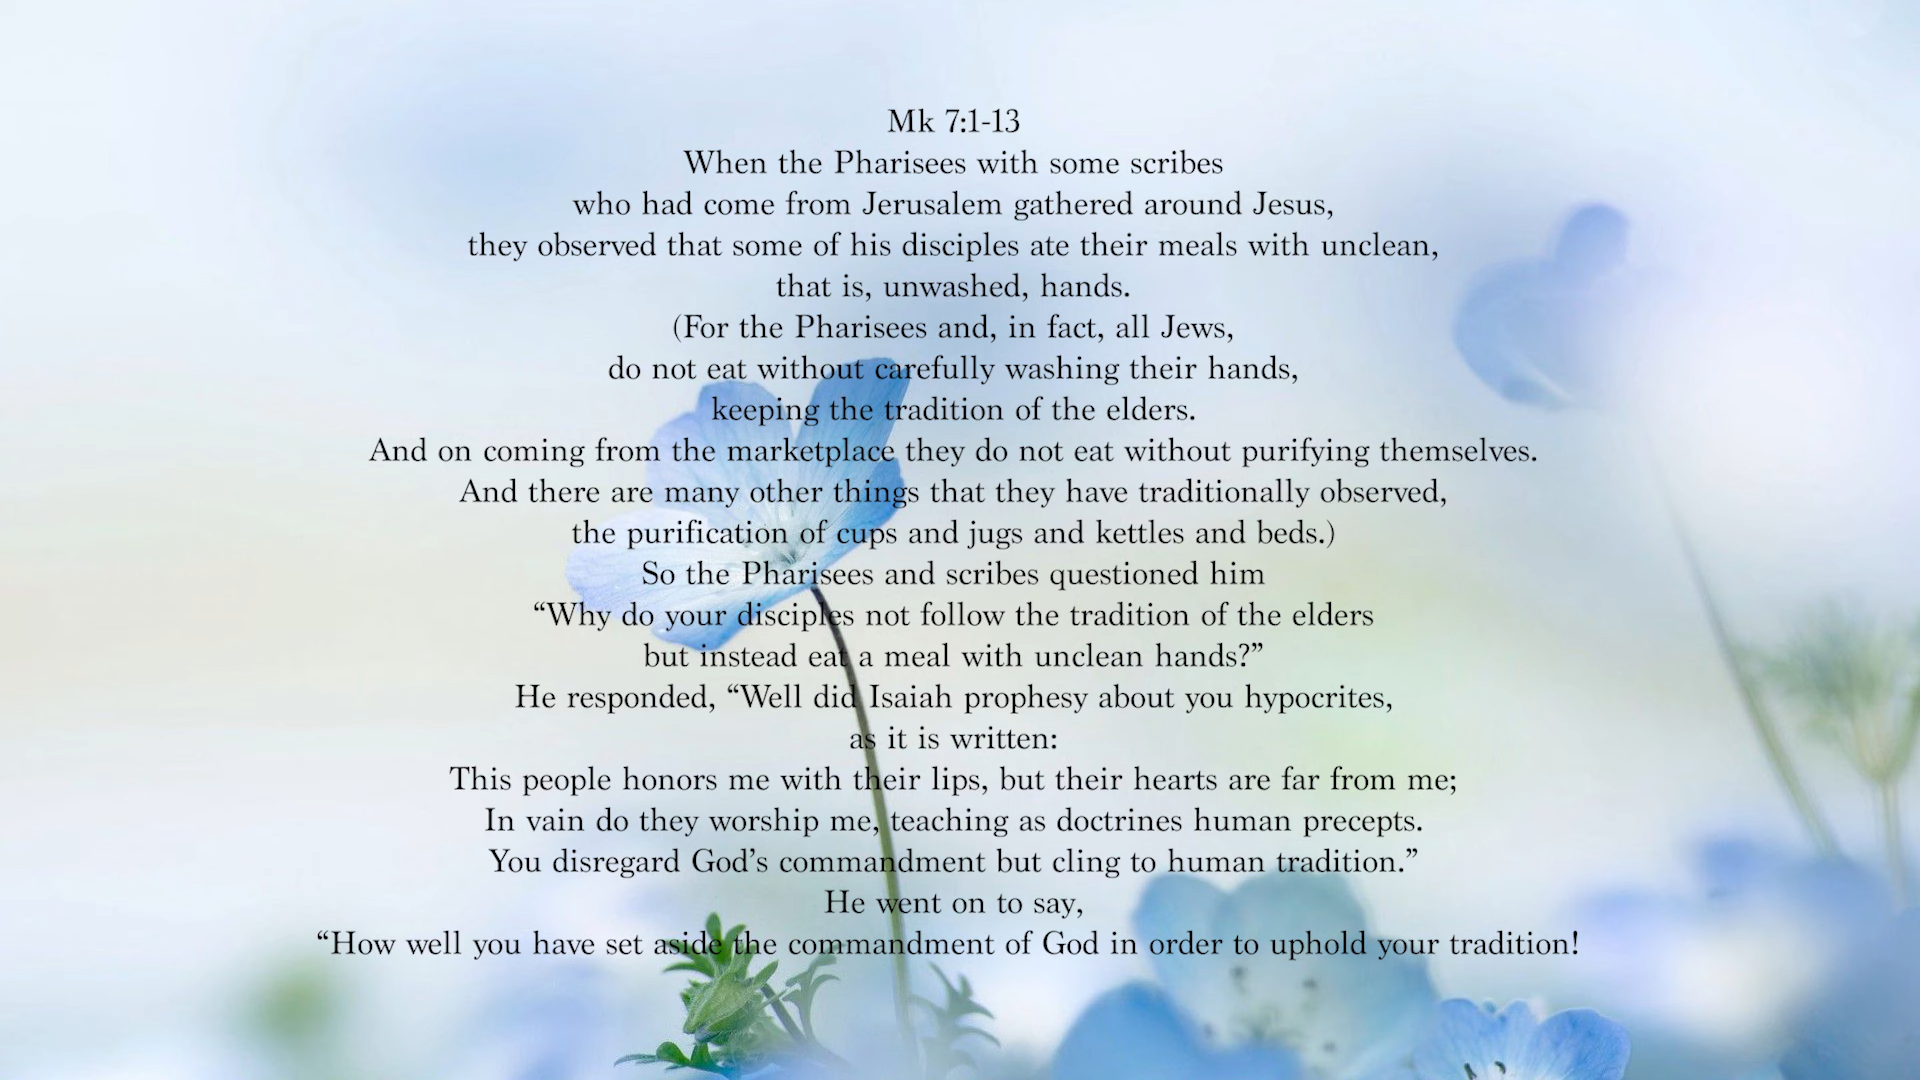 Mk 7:1-13
When the Pharisees with some scribes
who had come from Jerusalem gathered around Jesus,
they observed that some of his disciples ate their meals with unclean,
that is, unwashed, hands.
(For the Pharisees and, in fact, all Jews,
do not eat without carefully washing their hands,
keeping the tradition of the elders.
And on coming from the marketplace they do not eat without purifying themselves.
And there are many other things that they have traditionally observed,
the purification of cups and jugs and kettles and beds.)
So the Pharisees and scribes questioned him
“Why do your disciples not follow the tradition of the elders
but instead eat a meal with unclean hands?”
He responded, “Well did Isaiah prophesy about you hypocrites,
as it is written:
This people honors me with their lips, but their hearts are far from me;
In vain do they worship me, teaching as doctrines human precepts.
You disregard God’s commandment but cling to human tradition.”
He went on to say,
“How well you have set aside the commandment of God in order to uphold your tradition!